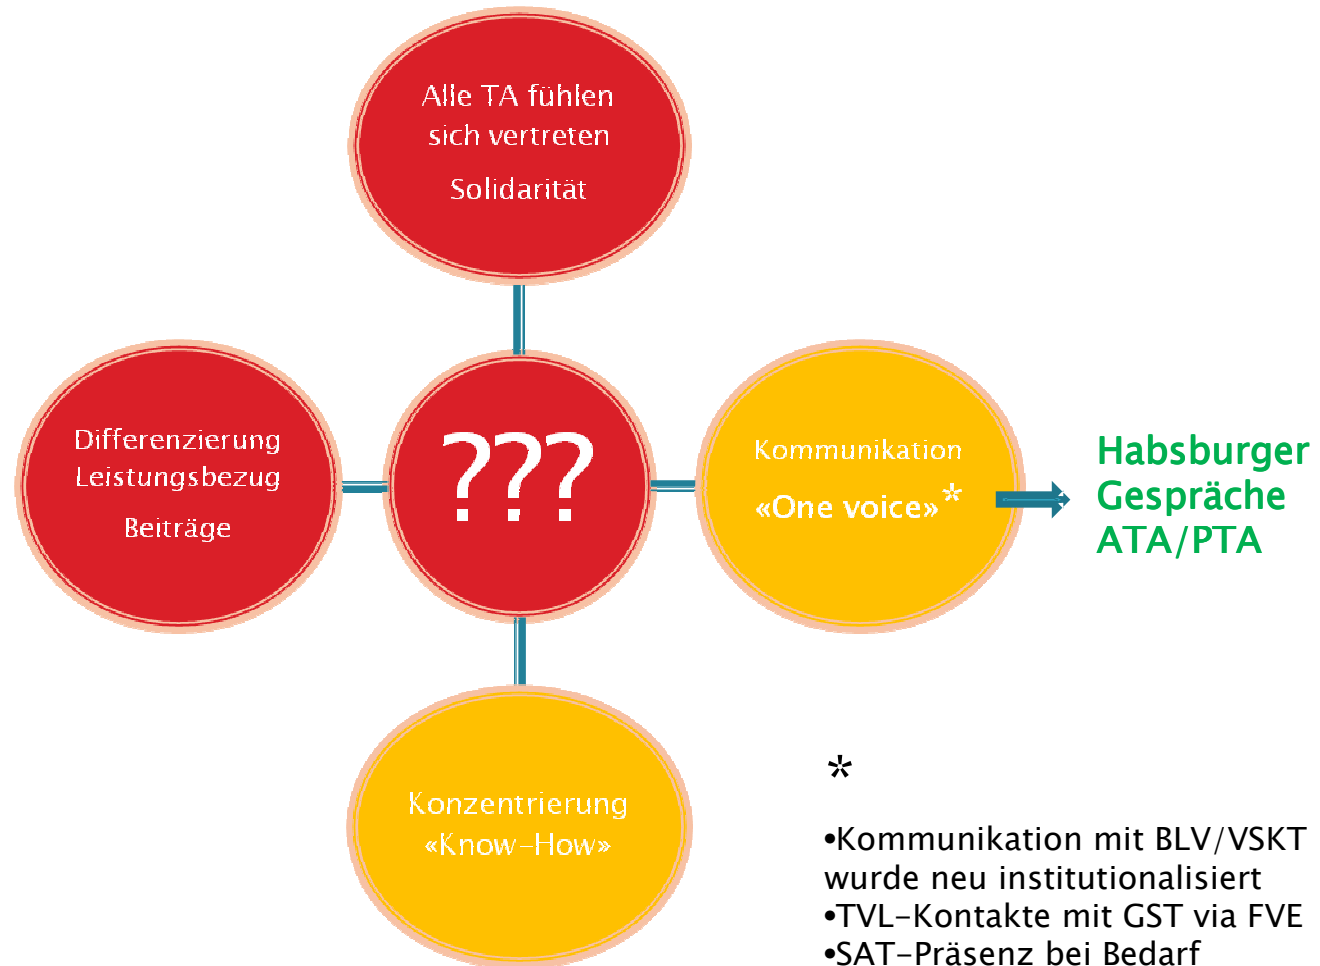 Alle TA fühlen
sich vertreten
Solidarität
Differenzierung
Leistungsbezug
Beiträge
???
Kommunikation
«One voice»*
Habsburger
Gespräche
ATA/PTA
Konzentrierung
«Know-How»
*
•Kommunikation mit BLV/VSKT
wurde neu institutionalisiert
•TVL-Kontakte mit GST via FVE
•SAT-Präsenz bei Bedarf